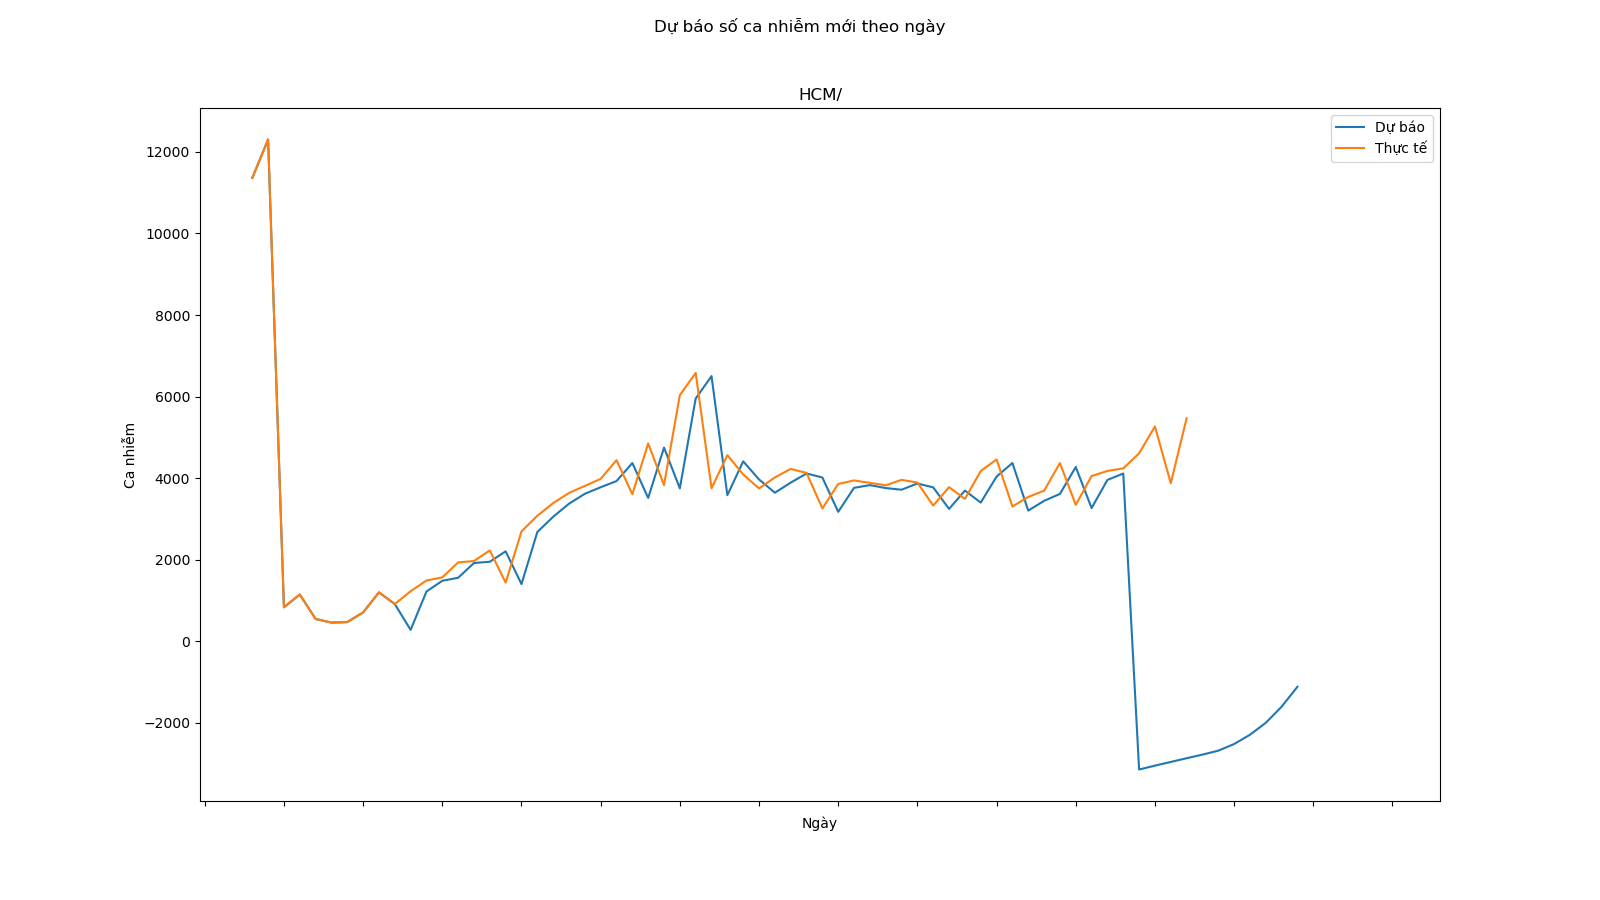 Dự báo số ca nhiễm mới theo ngày
HCM/
Dự báo
Thực tế
12000
10000
8000
6000
4000
2000
0
−2000
Ca nhiễm
Ngày